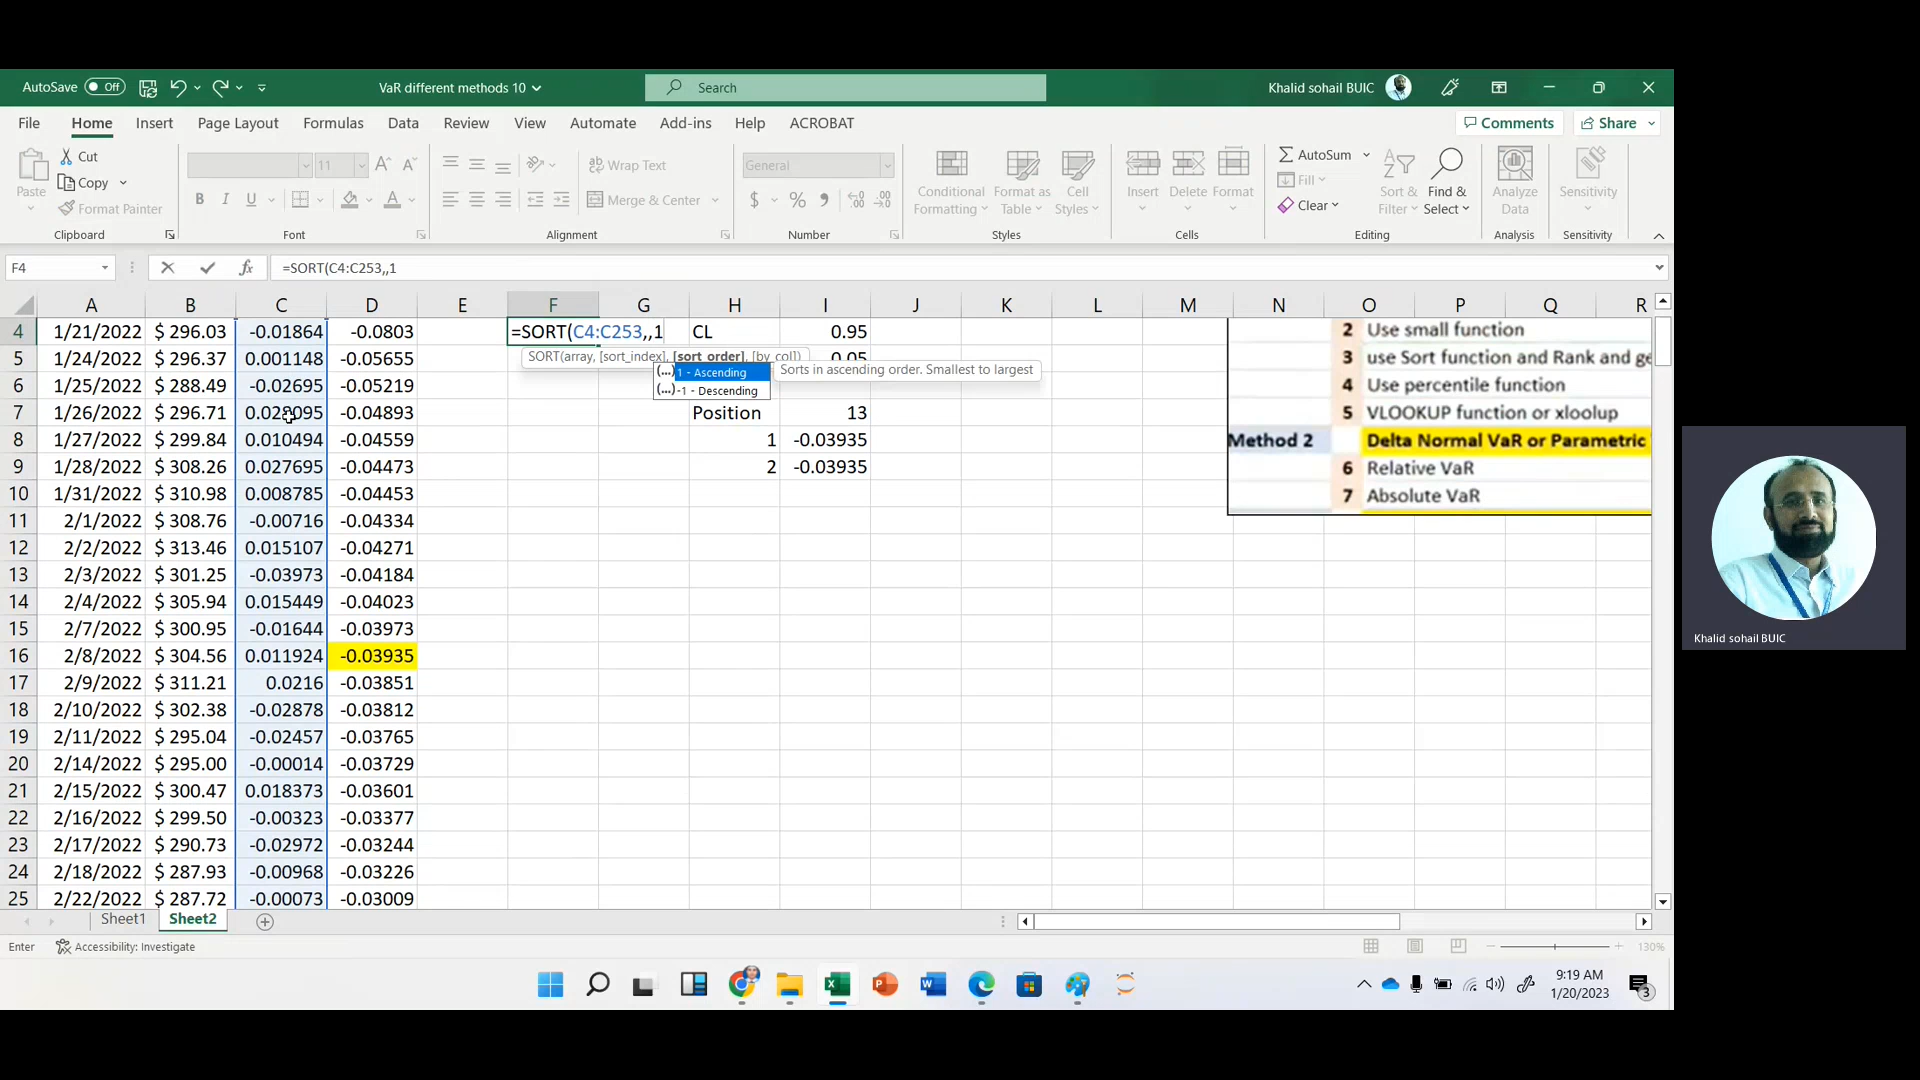 AutoSave Off VaR different methods 10 Search Khalid sohail BUIC
File Home Insert Page Layout Formulas Data Review View Automate Add-ins Help ACROBAT Comments Share
Paste Cut Copy Format Painter Clipboard
11 B I U Font
Wrap Text Merge & Center Alignment
General $ % Number
Conditional Formatting Format as Table Cell Styles Styles
Insert Delete Format Cells
AutoSum Fill Clear Sort & Filter Find & Select Editing
Analyze Data Analysis
Sensitivity Sensitivity
F4 fx =SORT(C4:C253,,1
A B C D E F G H I J K L M N O P Q R
4 1/21/2022 $ 296.03 -0.01864 -0.0803 =SORT(C4:C253,,1 CL 0.95 2 Use small function
SORT(array, [sort_index], [sort_order], [by_col])
5 1/24/2022 $ 296.37 0.001148 -0.05655 0.05 3 use Sort function and Rank and ge
(...) 1 - Ascending Sorts in ascending order. Smallest to largest
6 1/25/2022 $ 288.49 -0.02695 -0.05219 4 Use percentile function
(...) -1 - Descending
7 1/26/2022 $ 296.71 -0.04893 Position 13 5 VLOOKUP function or xloolup
8 1/27/2022 $ 299.84 0.010494 -0.04559 1 -0.03935 Method 2 Delta Normal VaR or Parametric
9 1/28/2022 $ 308.26 0.027695 -0.04473 2 -0.03935 6 Relative VaR
10 1/31/2022 $ 310.98 0.008785 -0.04453 7 Absolute VaR
11 2/1/2022 $ 308.76 -0.00716 -0.04334
12 2/2/2022 $ 313.46 0.015107 -0.04271
13 2/3/2022 $ 301.25 -0.03973 -0.04184
14 2/4/2022 $ 305.94 0.015449 -0.04023
15 2/7/2022 $ 300.95 -0.01644 -0.03973
16 2/8/2022 $ 304.56 0.011924 -0.03935
17 2/9/2022 $ 311.21 0.0216 -0.03851
18 2/10/2022 $ 302.38 -0.02878 -0.03812
19 2/11/2022 $ 295.04 -0.02457 -0.03765
20 2/14/2022 $ 295.00 -0.00014 -0.03729
21 2/15/2022 $ 300.47 0.018373 -0.03601
22 2/16/2022 $ 299.50 -0.00323 -0.03377
23 2/17/2022 $ 290.73 -0.02972 -0.03244
24 2/18/2022 $ 287.93 -0.00968 -0.03226
25 2/22/2022 $ 287.72 -0.00073 -0.03009
Sheet1 Sheet2
Enter Accessibility: Investigate 130%
9:19 AM
1/20/2023 3
Khalid sohail BUIC